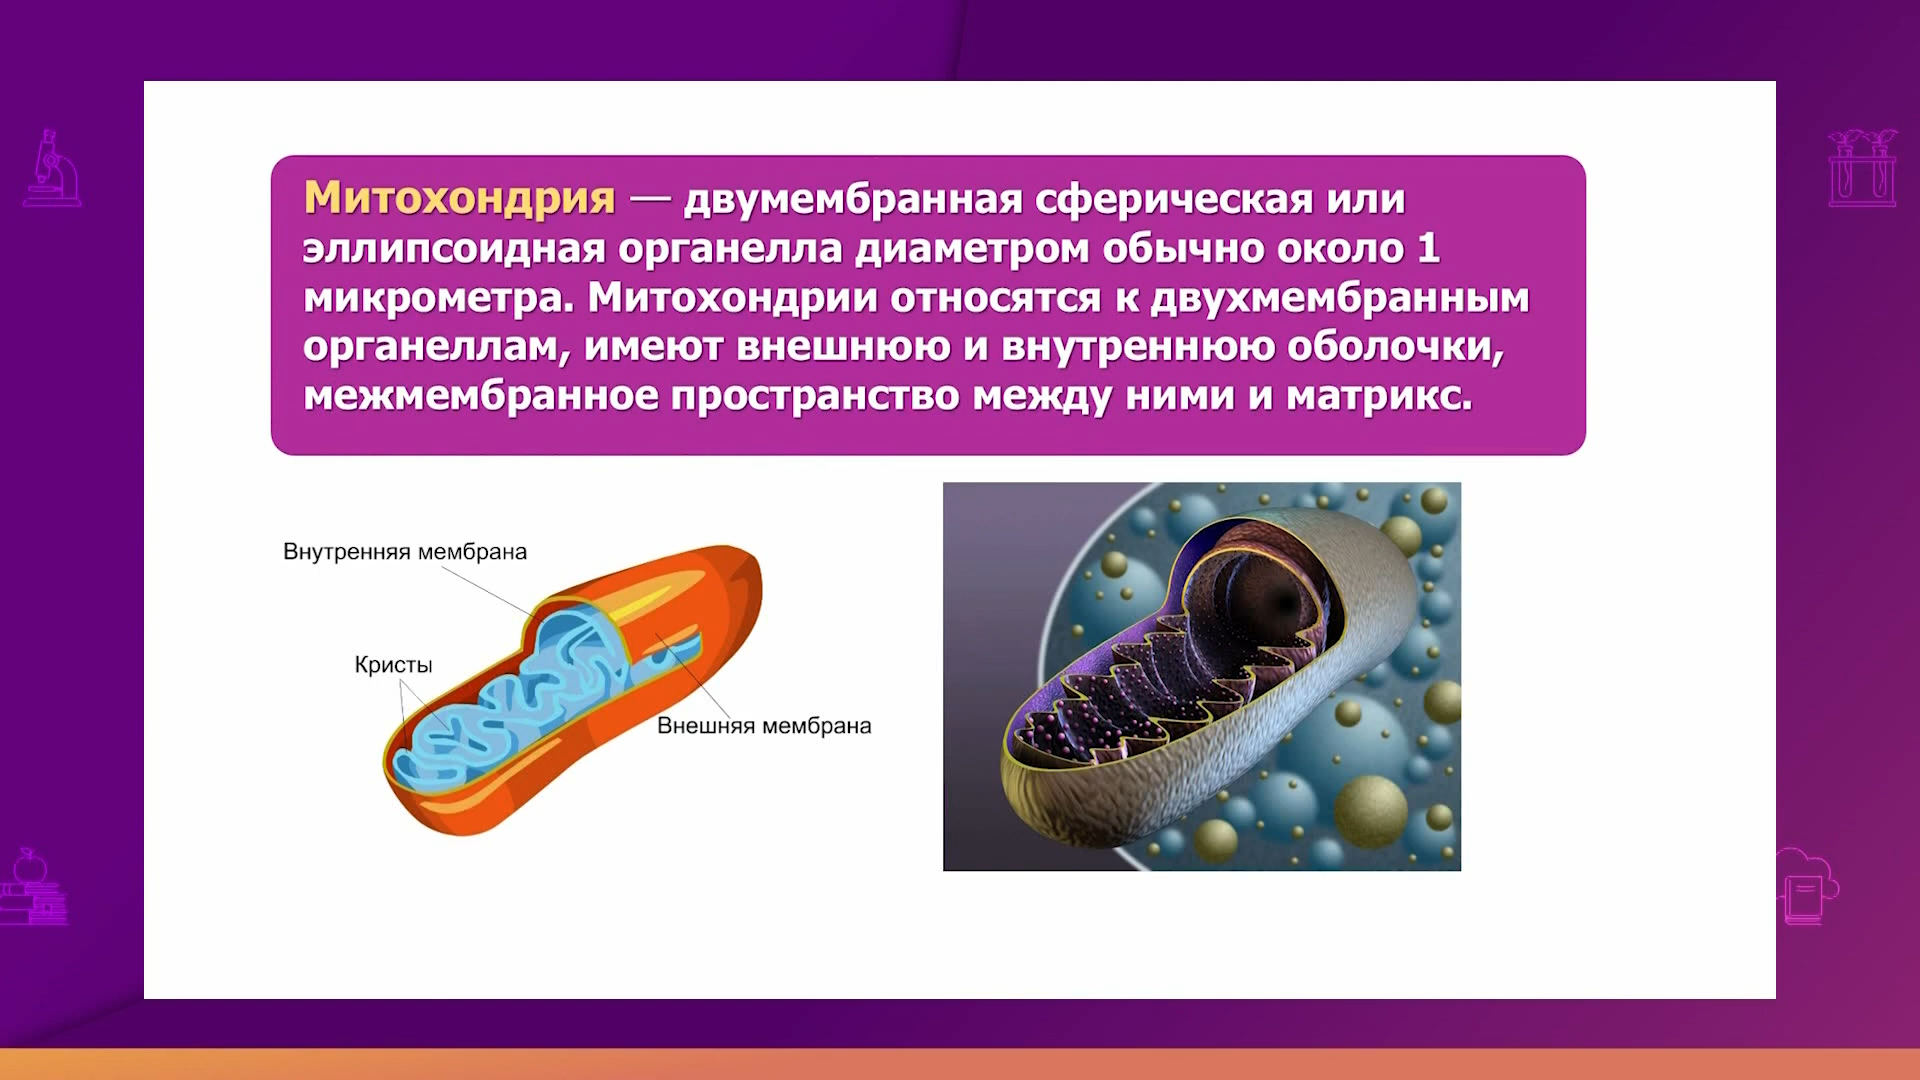 Митохондрия — двумембранная сферическая или
эллипсоидная органелла диаметром обычно около 1
микрометра. Митохондрии относятся к двухмембранным
органеллам, имеют внешнюю и внутреннюю оболочки,
межмембранное пространство между ними и матрикс.
Внутренняя мембрана
Кристы
Внешняя мембрана